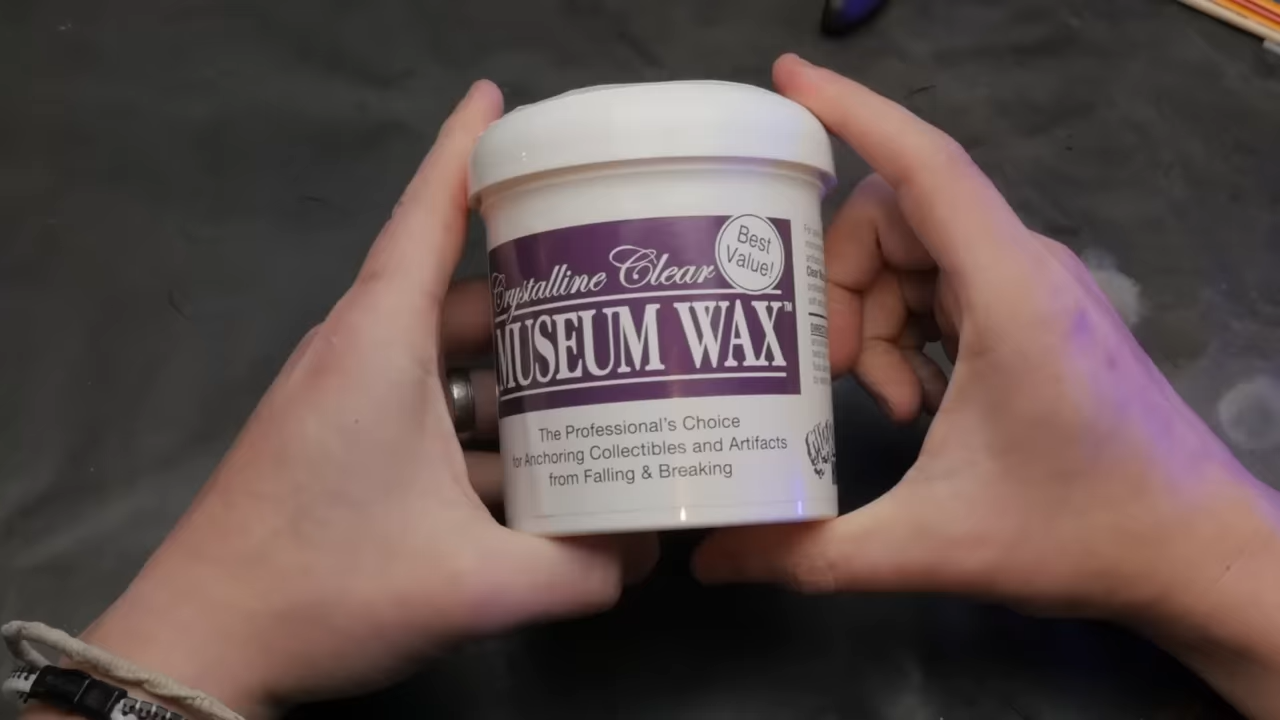 Best
Value!
Crystalline Clear
MUSEUM WAX™
The Professional's Choice
for Anchoring Collectibles and Artifacts
from Falling & Breaking